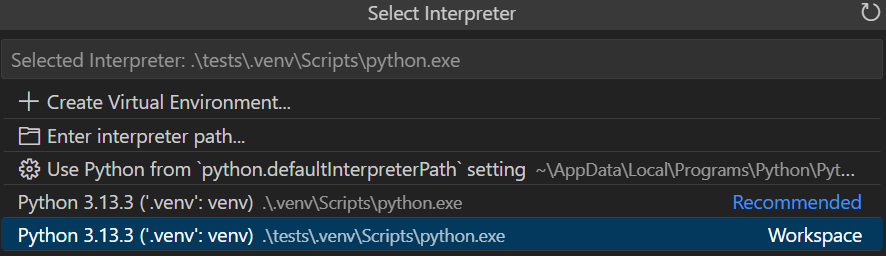 Select Interpreter
Selected Interpreter: .\tests\.venv\Scripts\python.exe
Create Virtual Environment...
Enter interpreter path...
Use Python from `python.defaultInterpreterPath` setting ~\AppData\Local\Programs\Python\Pyt...
Python 3.13.3 ('.venv': venv) .\.venv\Scripts\python.exe Recommended
Python 3.13.3 ('.venv': venv) .\tests\.venv\Scripts\python.exe Workspace